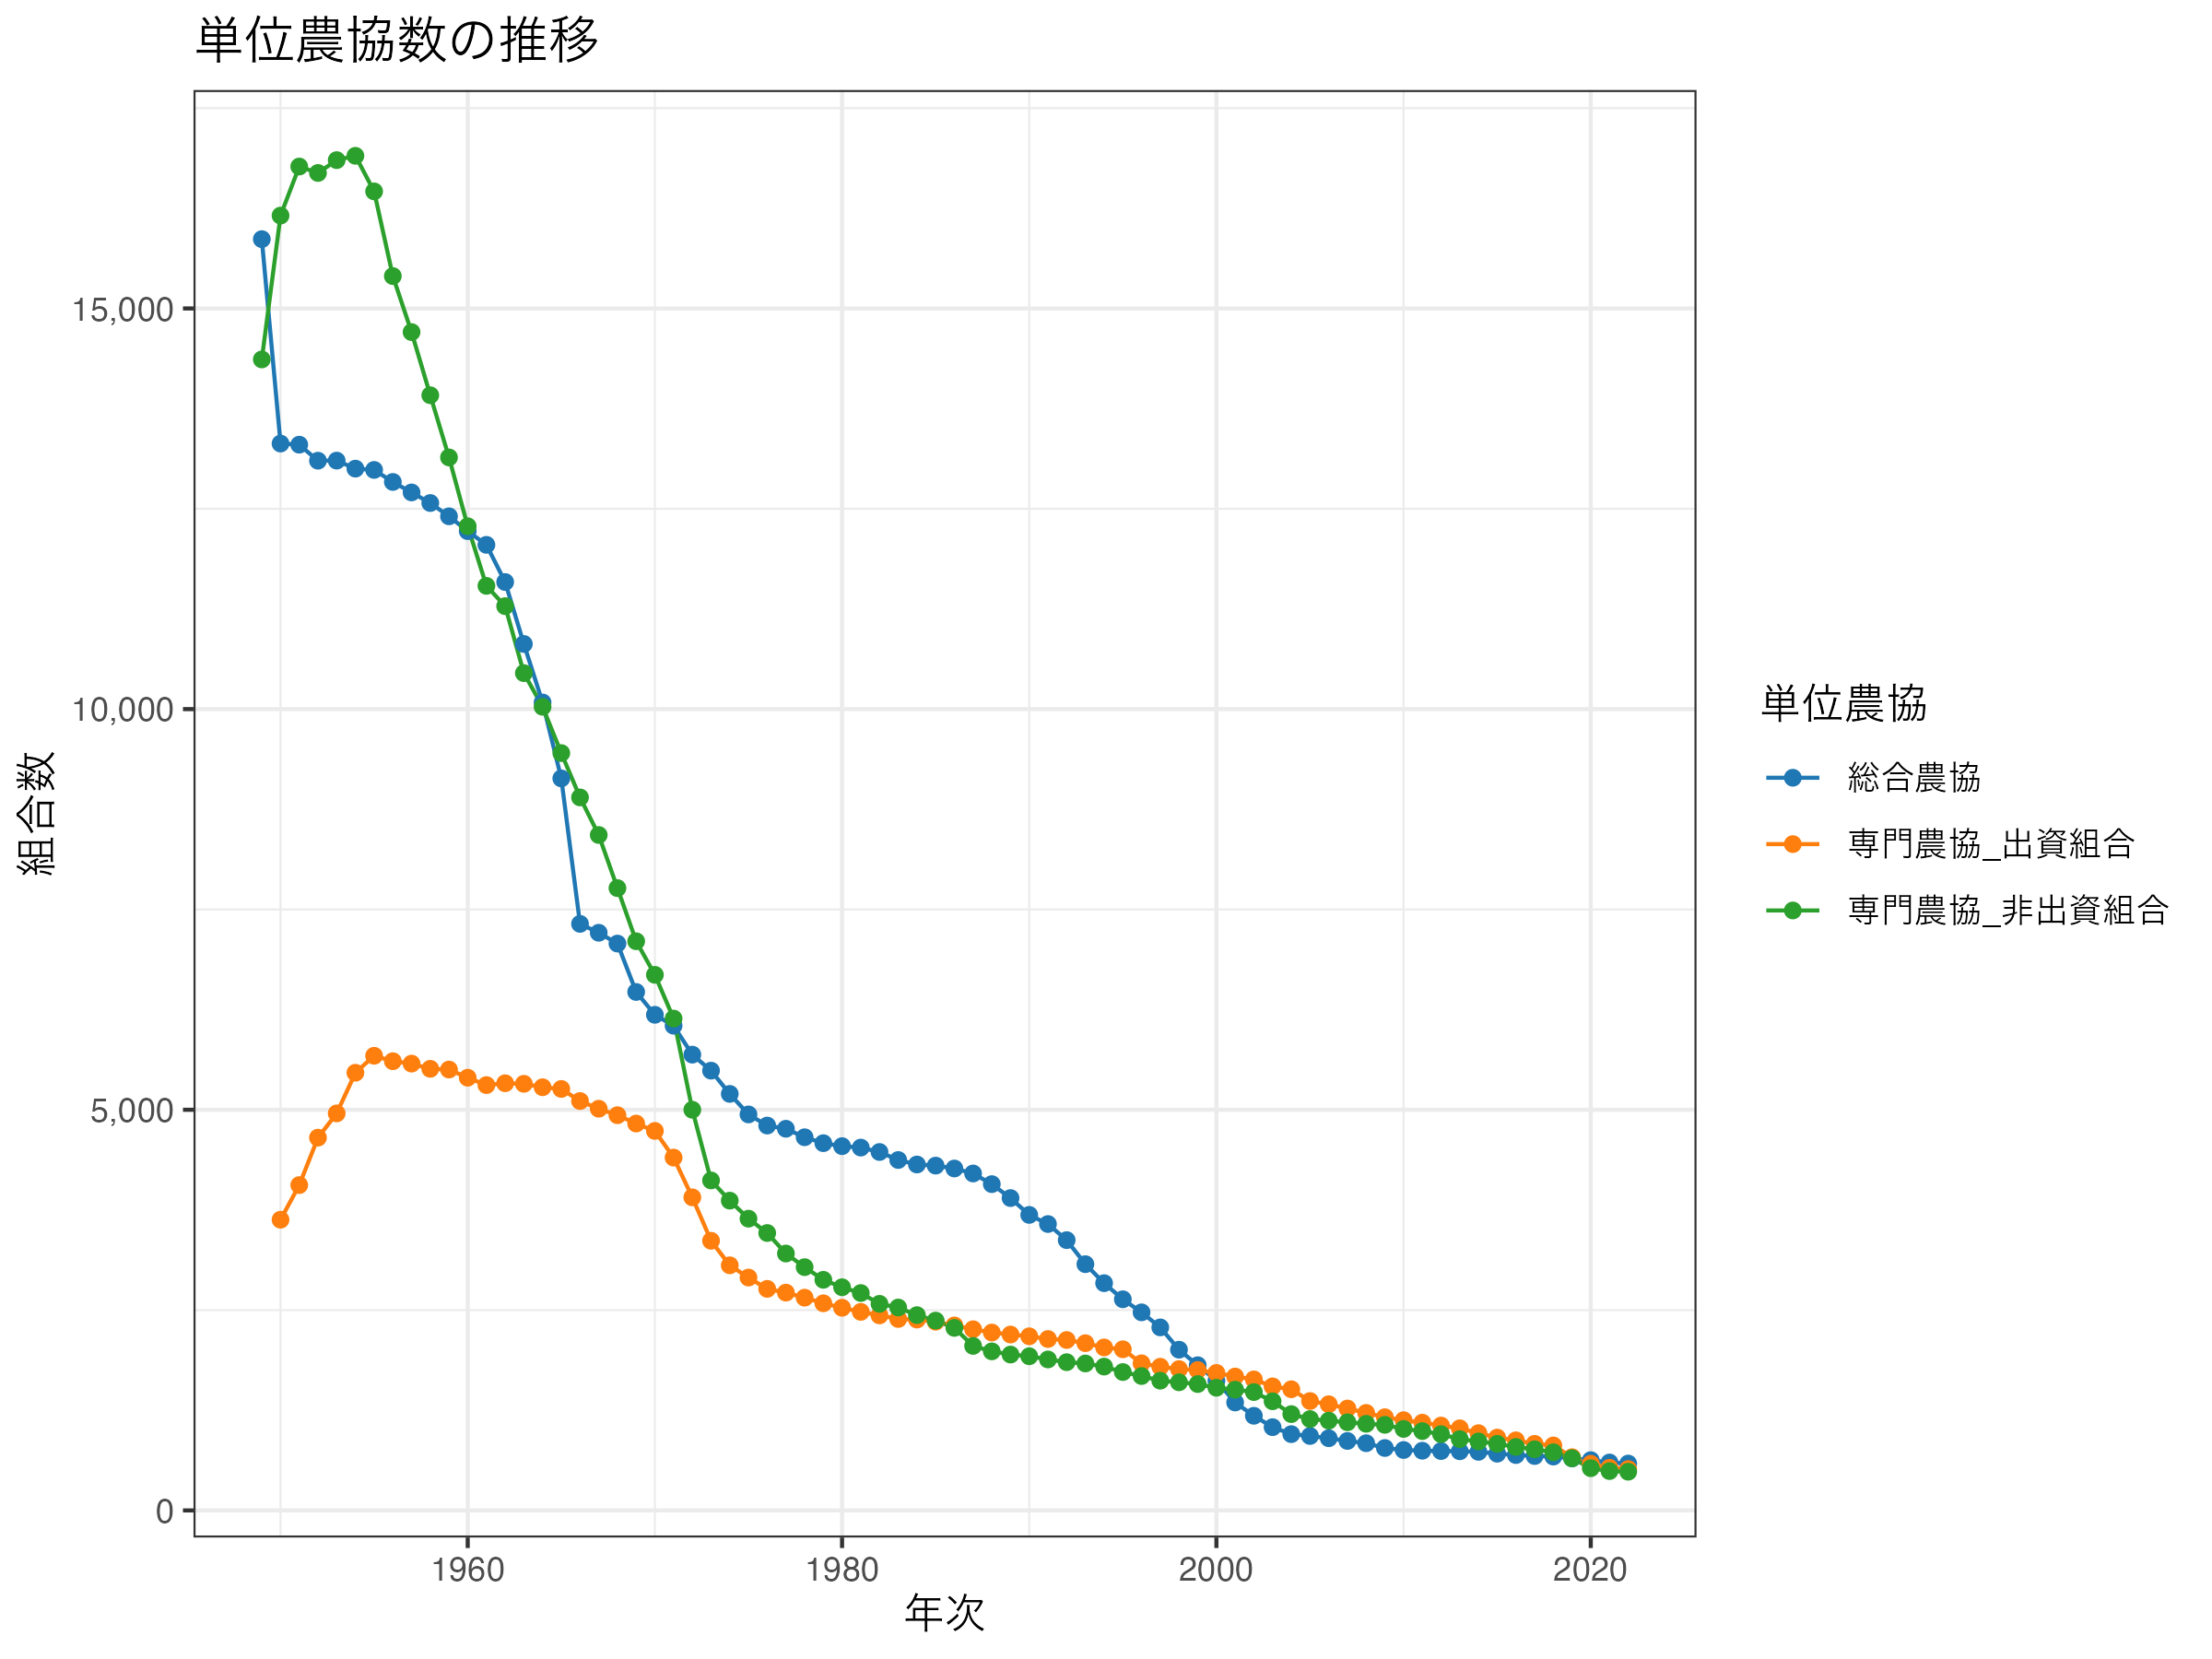 単位農協数の推移
15,000
10,000
5,000
0
組合数
1960
1980
2000
2020
年次
単位農協
総合農協
専門農協_出資組合
専門農協_非出資組合